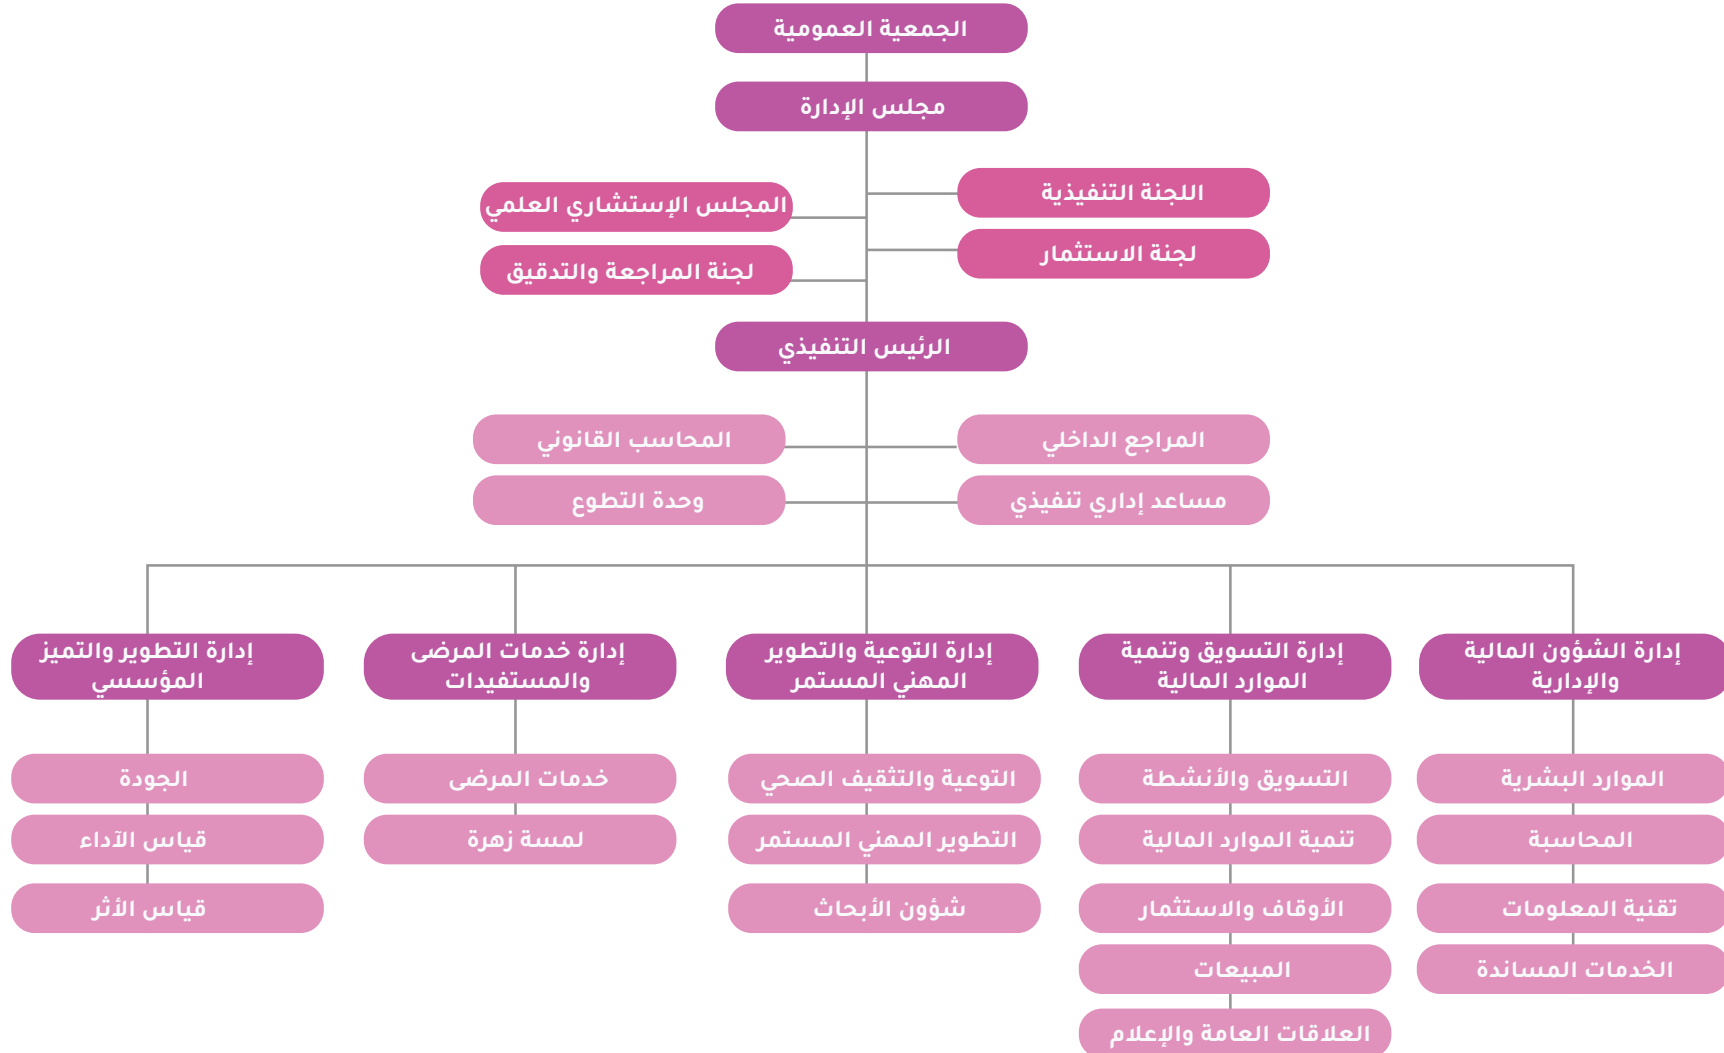 الجمعية العمومية
مجلس الإدارة
اللجنة التنفيذية
المجلس الإستشاري العلمي
لجنة الاستثمار
لجنة المراجعة والتدقيق
الرئيس التنفيذي
المراجع الداخلي
المحاسب القانوني
مساعد إداري تنفيذي
وحدة التطوع
إدارة الشؤون المالية
والإدارية
إدارة التسويق وتنمية
الموارد المالية
إدارة التوعية والتطوير
المهني المستمر
إدارة خدمات المرضى
والمستفيدات
إدارة التطوير والتميز
المؤسسي
الموارد البشرية
التسويق والأنشطة
التوعية والتثقيف الصحي
خدمات المرضى
الجودة
المحاسبة
تنمية الموارد المالية
التطوير المهني المستمر
لمسة زهرة
قياس الآداء
تقنية المعلومات
الأوقاف والاستثمار
شؤون الأبحاث
قياس الأثر
الخدمات المساندة
المبيعات
العلاقات العامة والإعلام